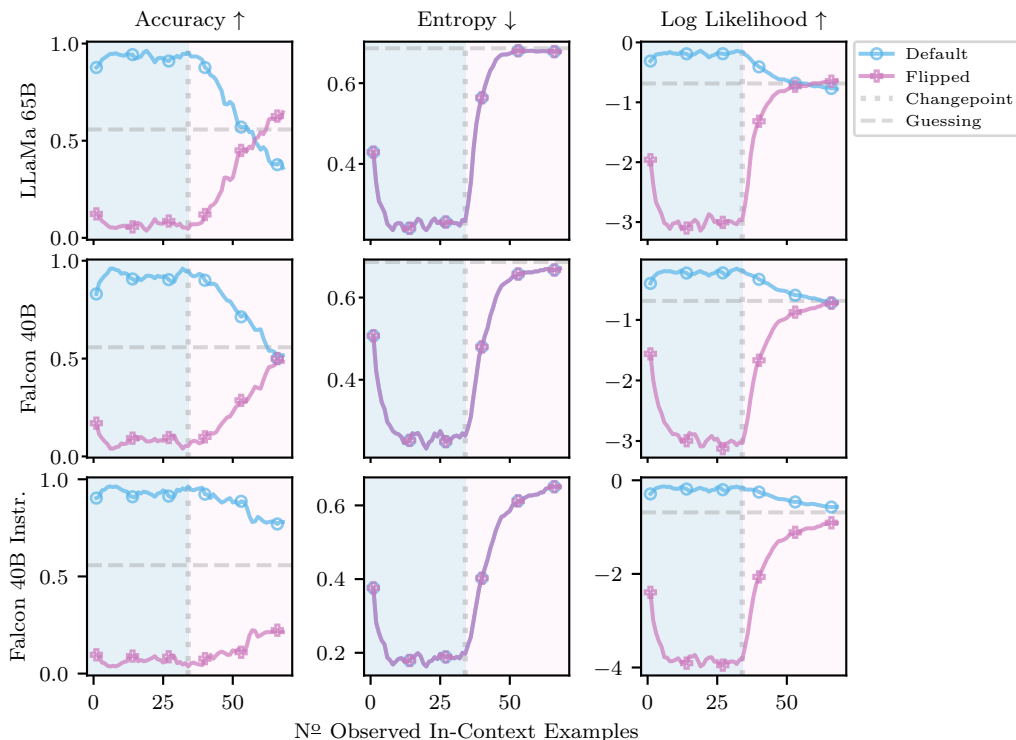 Accuracy ↑
Entropy ↓
Log Likelihood ↑
LLaMa 65B
1.0
0.5
0.0
0.6
0.4
0
−1
−2
−3
Default
Flipped
Changepoint
Guessing
Falcon 40B
1.0
0.5
0.0
0.6
0.4
−1
−2
−3
Falcon 40B Instr.
1.0
0.5
0.0
0.6
0.4
0.2
0
−2
−4
0 25 50
0 25 50
0 25 50
Nº Observed In-Context Examples